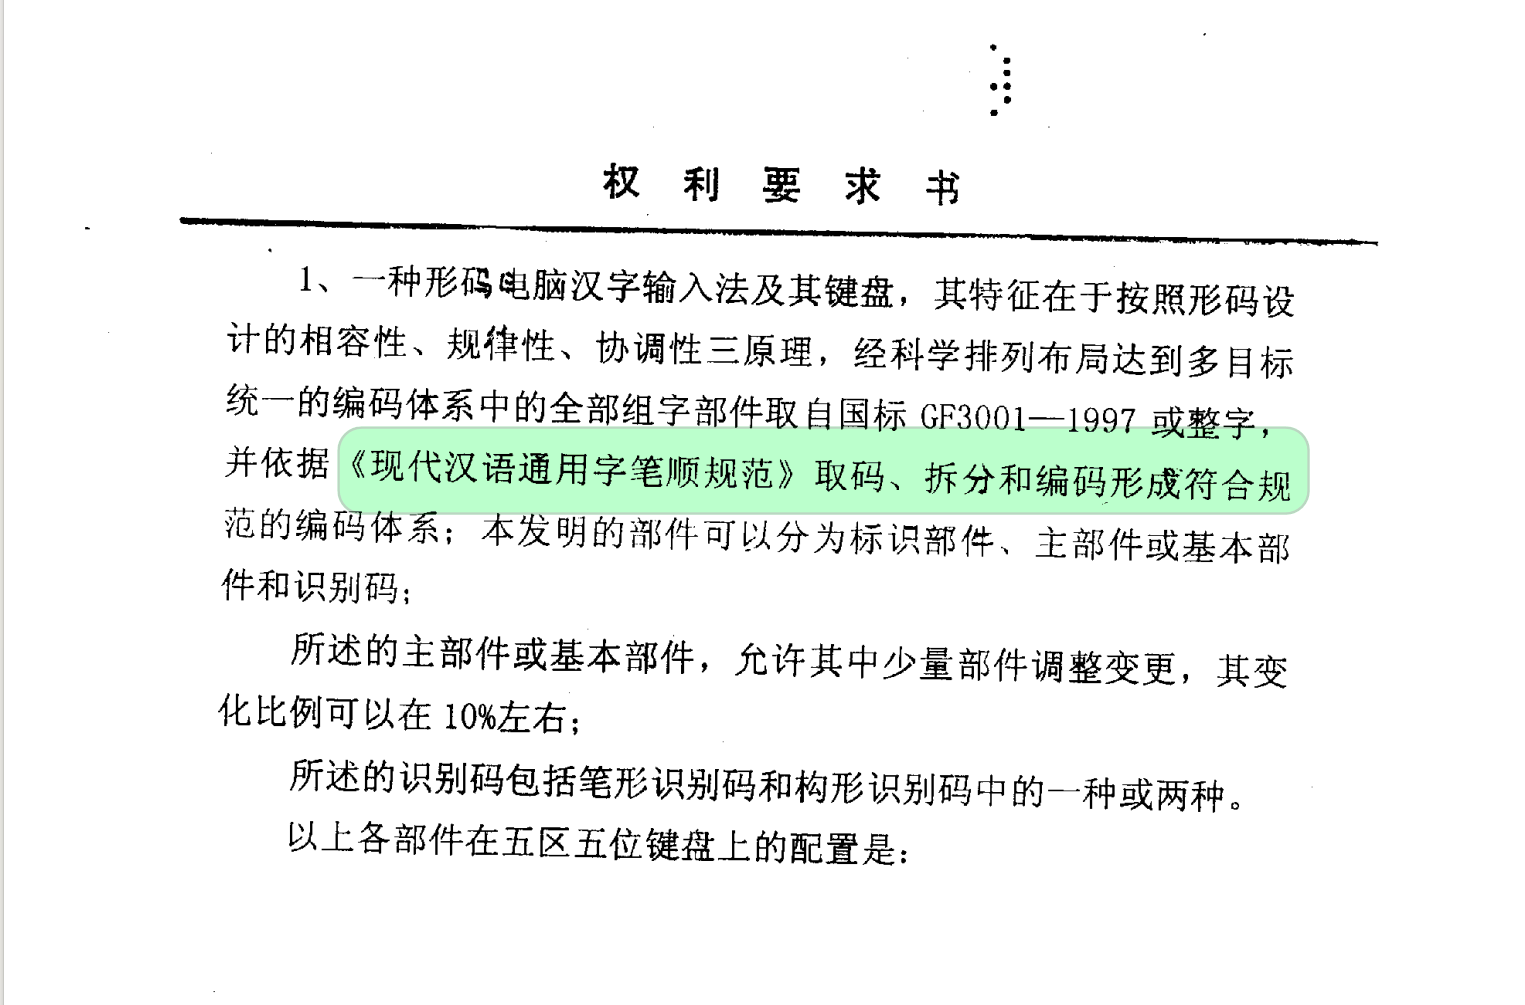 权利要求书
1、一种形码电脑汉字输入法及其键盘，其特征在于按照形码设
计的相容性、规律性、协调性三原理，经科学排列布局达到多目标
统一的编码体系中的全部组字部件取自国标 GF3001—1997 或整字，
并依据《现代汉语通用字笔顺规范》取码、拆分和编码形成符合规
范的编码体系；本发明的部件可以分为标识部件、主部件或基本部
件和识别码；
所述的主部件或基本部件，允许其中少量部件调整变更，其变
化比例可以在 10%左右；
所述的识别码包括笔形识别码和构形识别码中的一种或两种。
以上各部件在五区五位键盘上的配置是：